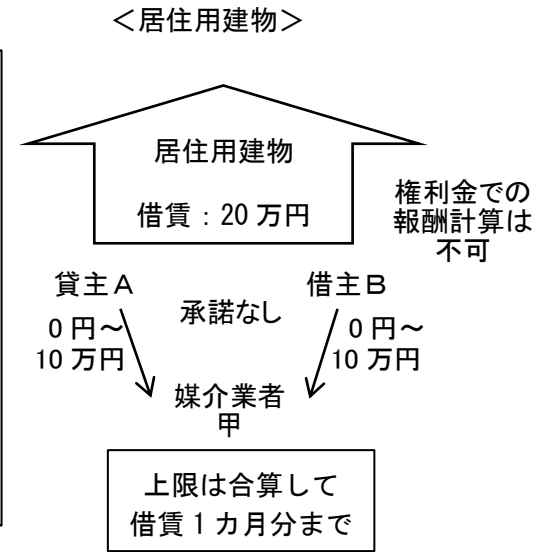 ＜居住用建物＞
居住用建物
借賃：20万円
権利金での
報酬計算は
不可
貸主Ａ
借主Ｂ
承諾なし
0円～
10万円
0円～
10万円
媒介業者
甲
上限は合算して
借賃１カ月分まで